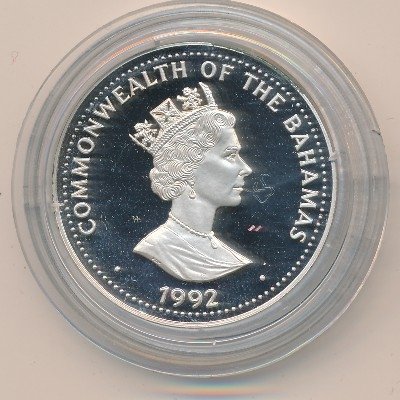 COMMONWEALTH OF THE BAHAMAS
1992